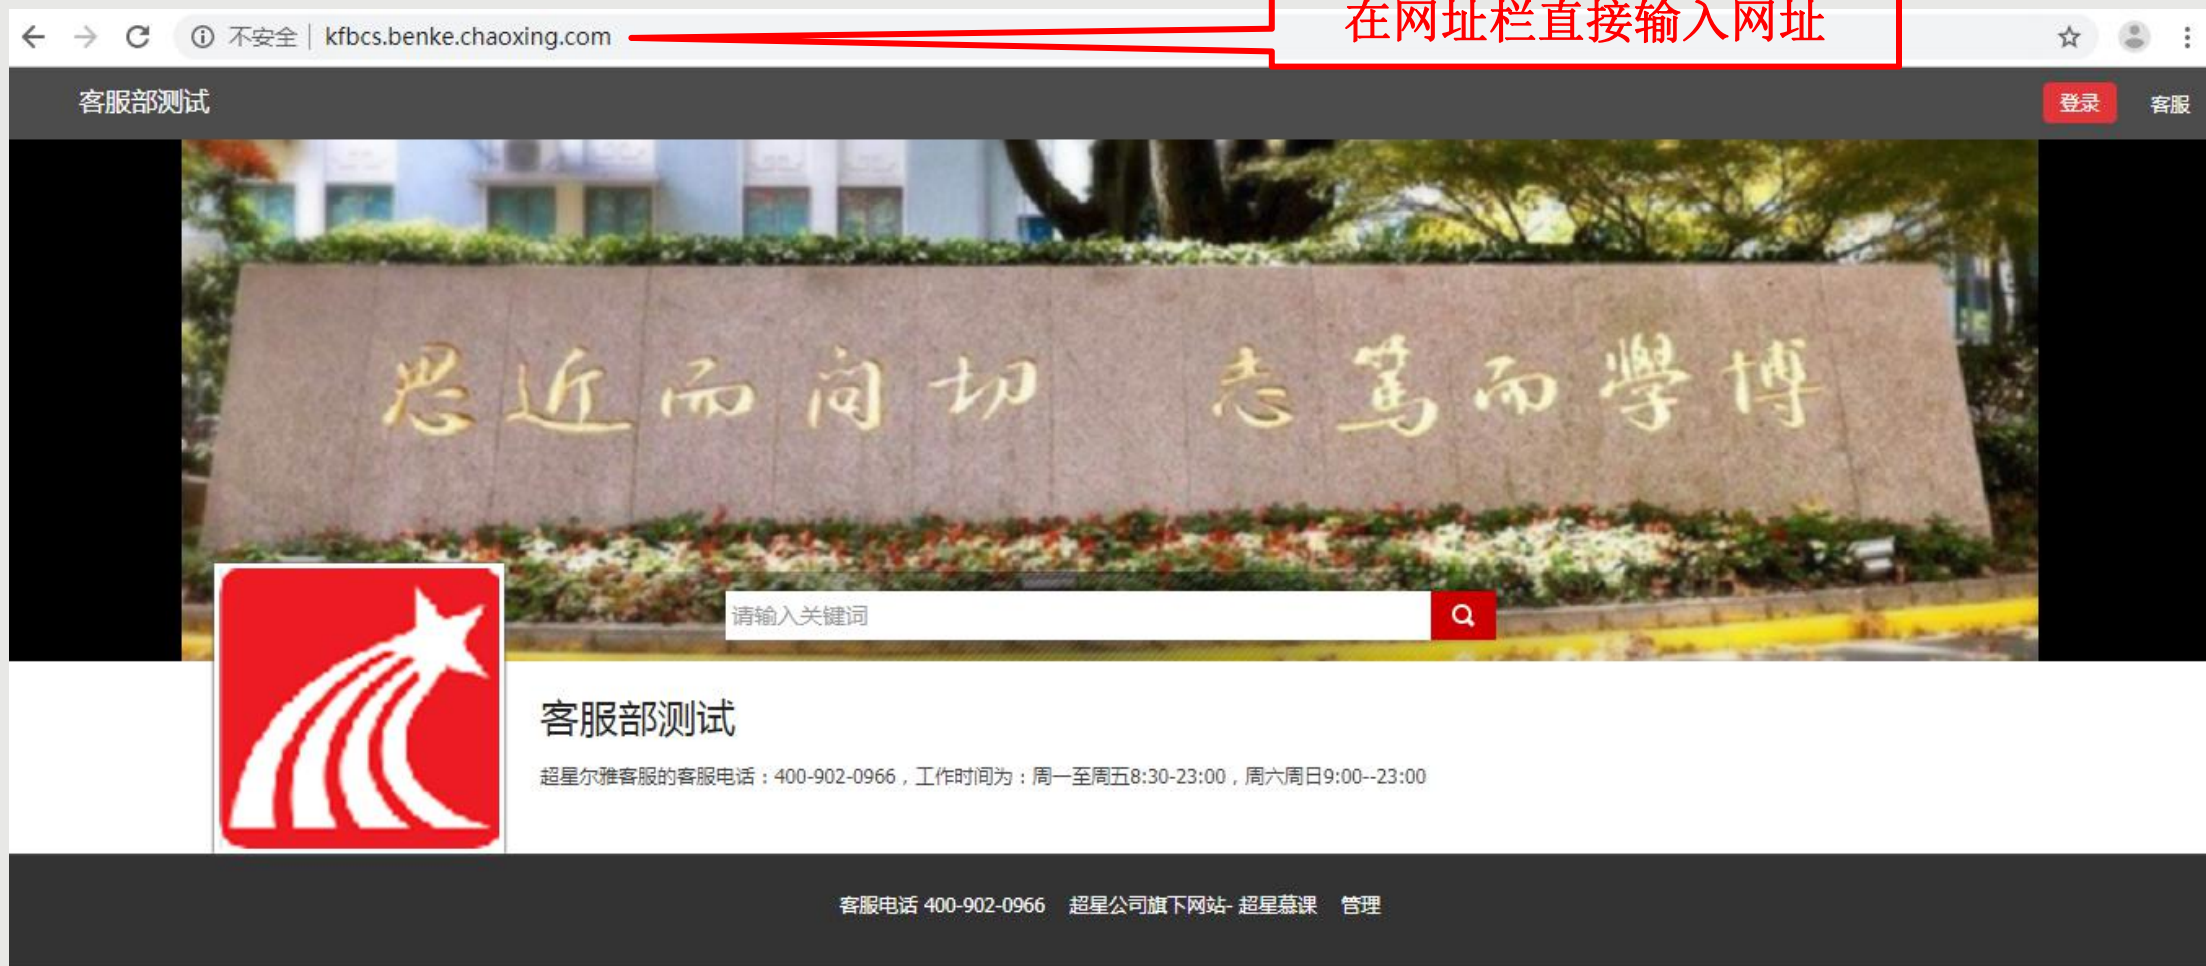 在网址栏直接输入网址
不安全 | kfbcs.benke.chaoxing.com
客服部测试
登录 客服
思近而问切 志篤而學博
请输入关键词
客服部测试
超星尔雅客服的客服电话：400-902-0966，工作时间为：周一至周五8:30-23:00，周六周日9:00--23:00
客服电话 400-902-0966 超星公司旗下网站- 超星慕课 管理